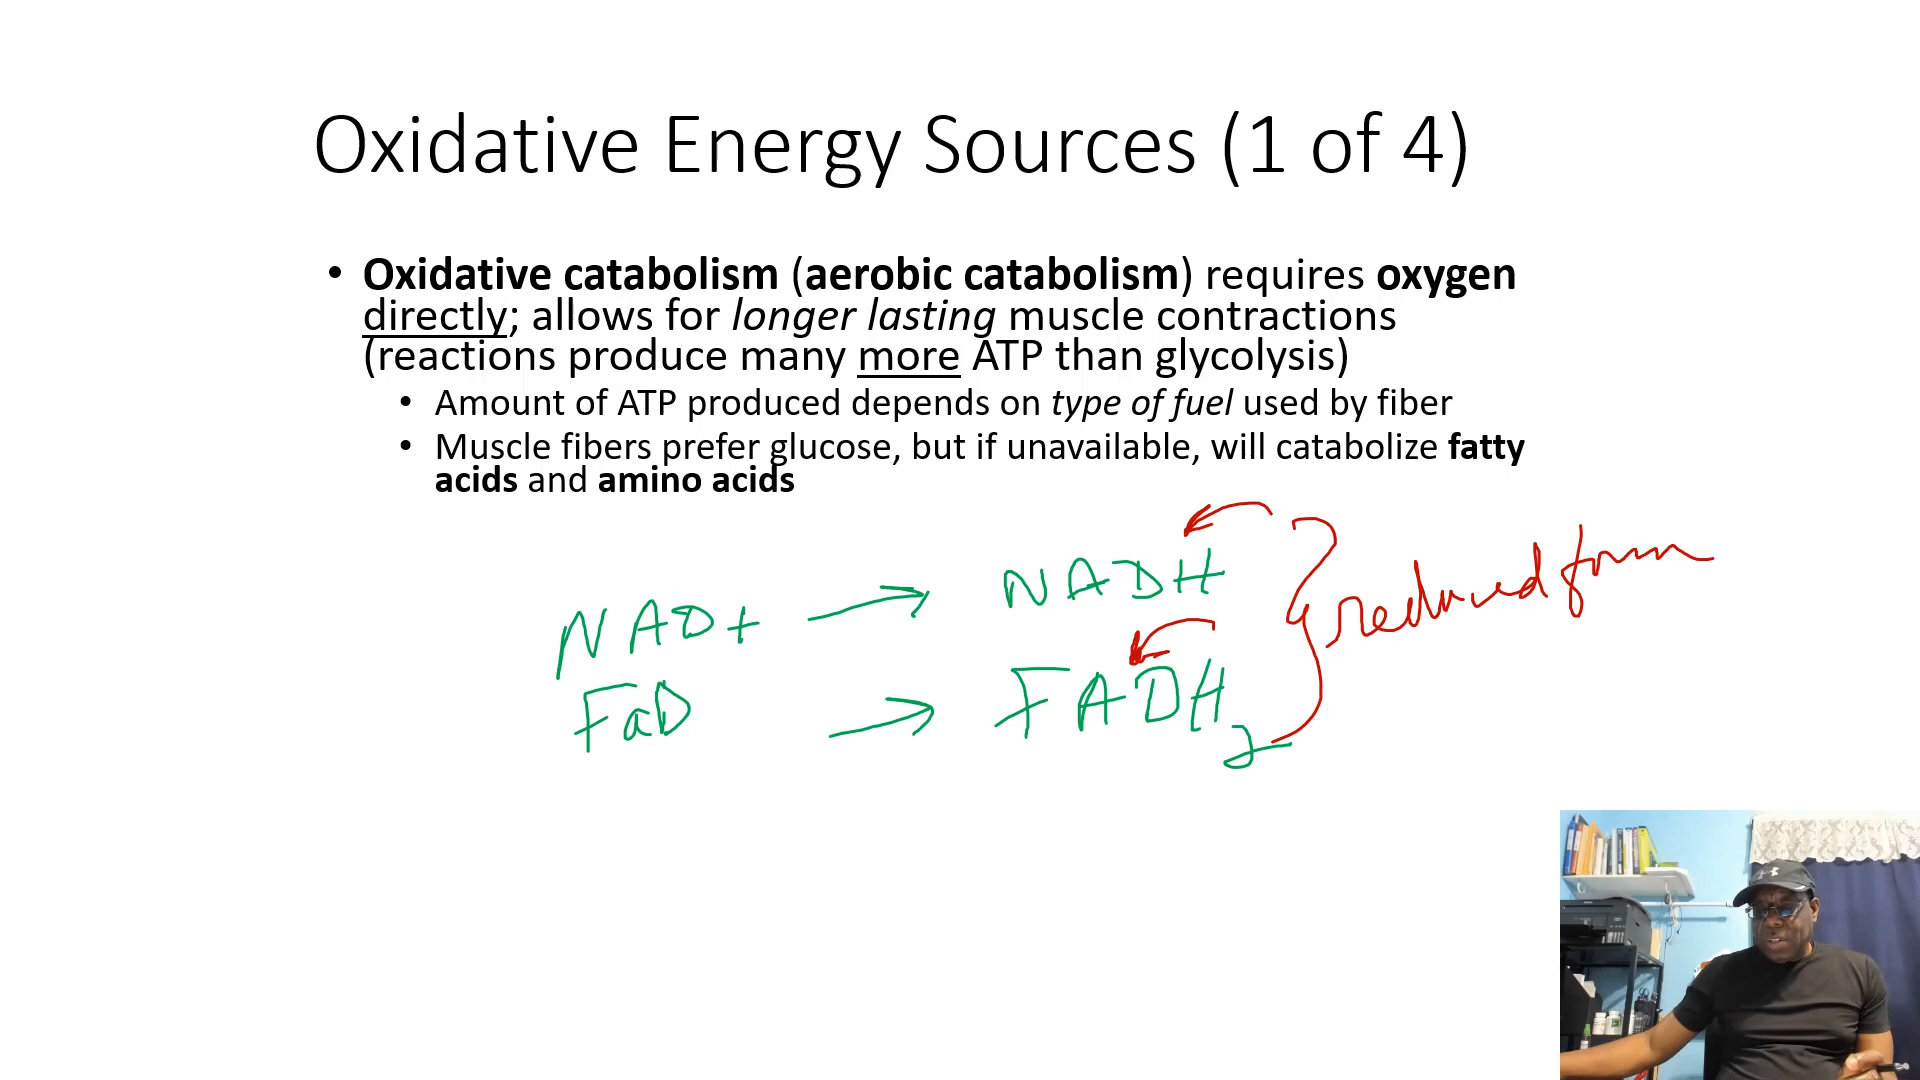 Oxidative Energy Sources (1 of 4)
• Oxidative catabolism (aerobic catabolism) requires oxygen
directly; allows for longer lasting muscle contractions
(reactions produce many more ATP than glycolysis)
• Amount of ATP produced depends on type of fuel used by fiber
• Muscle fibers prefer glucose, but if unavailable, will catabolize fatty
acids and amino acids
NAD+ → NADH
FaD → FADH2
reduced form